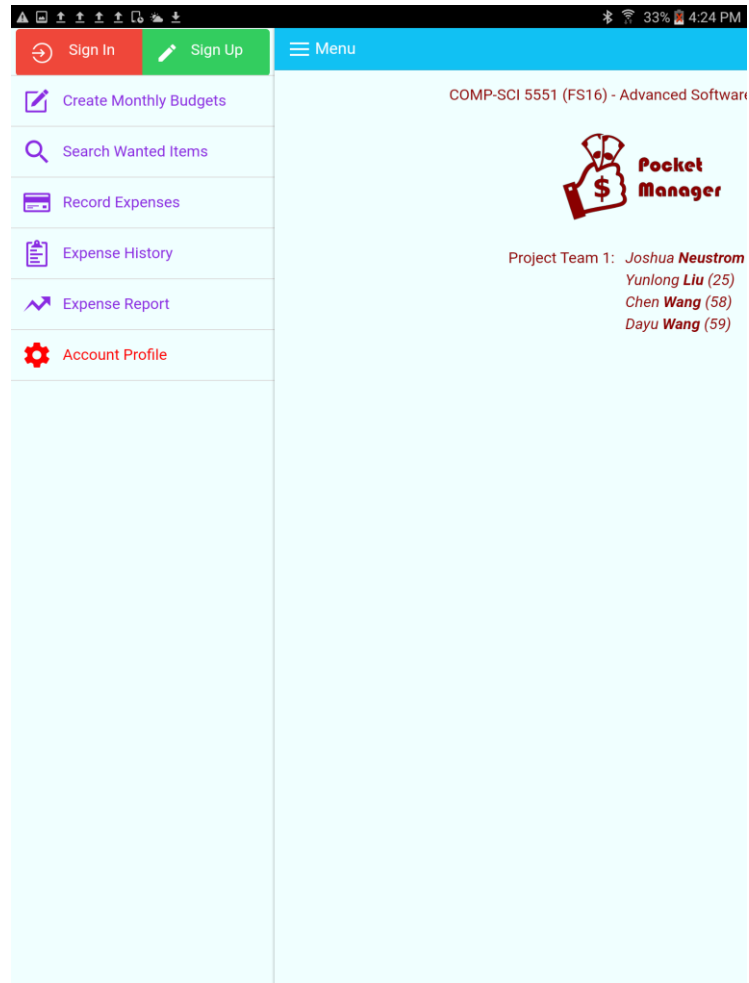 33% 4:24 PM
Sign In
Sign Up
Menu
Create Monthly Budgets
Search Wanted Items
Record Expenses
Expense History
Expense Report
Account Profile
COMP-SCI 5551 (FS16) - Advanced Software
$
Pocket
Manager
Project Team 1: Joshua Neustrom
Yunlong Liu (25)
Chen Wang (58)
Dayu Wang (59)